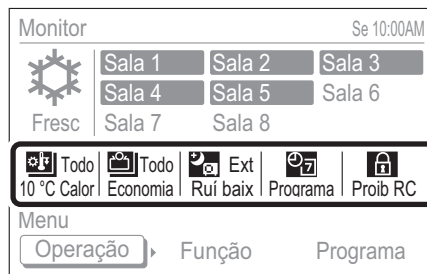 Monitor Se 10:00AM
Sala 1 Sala 2 Sala 3
Sala 4 Sala 5 Sala 6
Fresc Sala 7 Sala 8
Todo Todo Ext 7
10 °C Calor Economia Ruí baix Programa Proib RC
Menu
Operação Função Programa